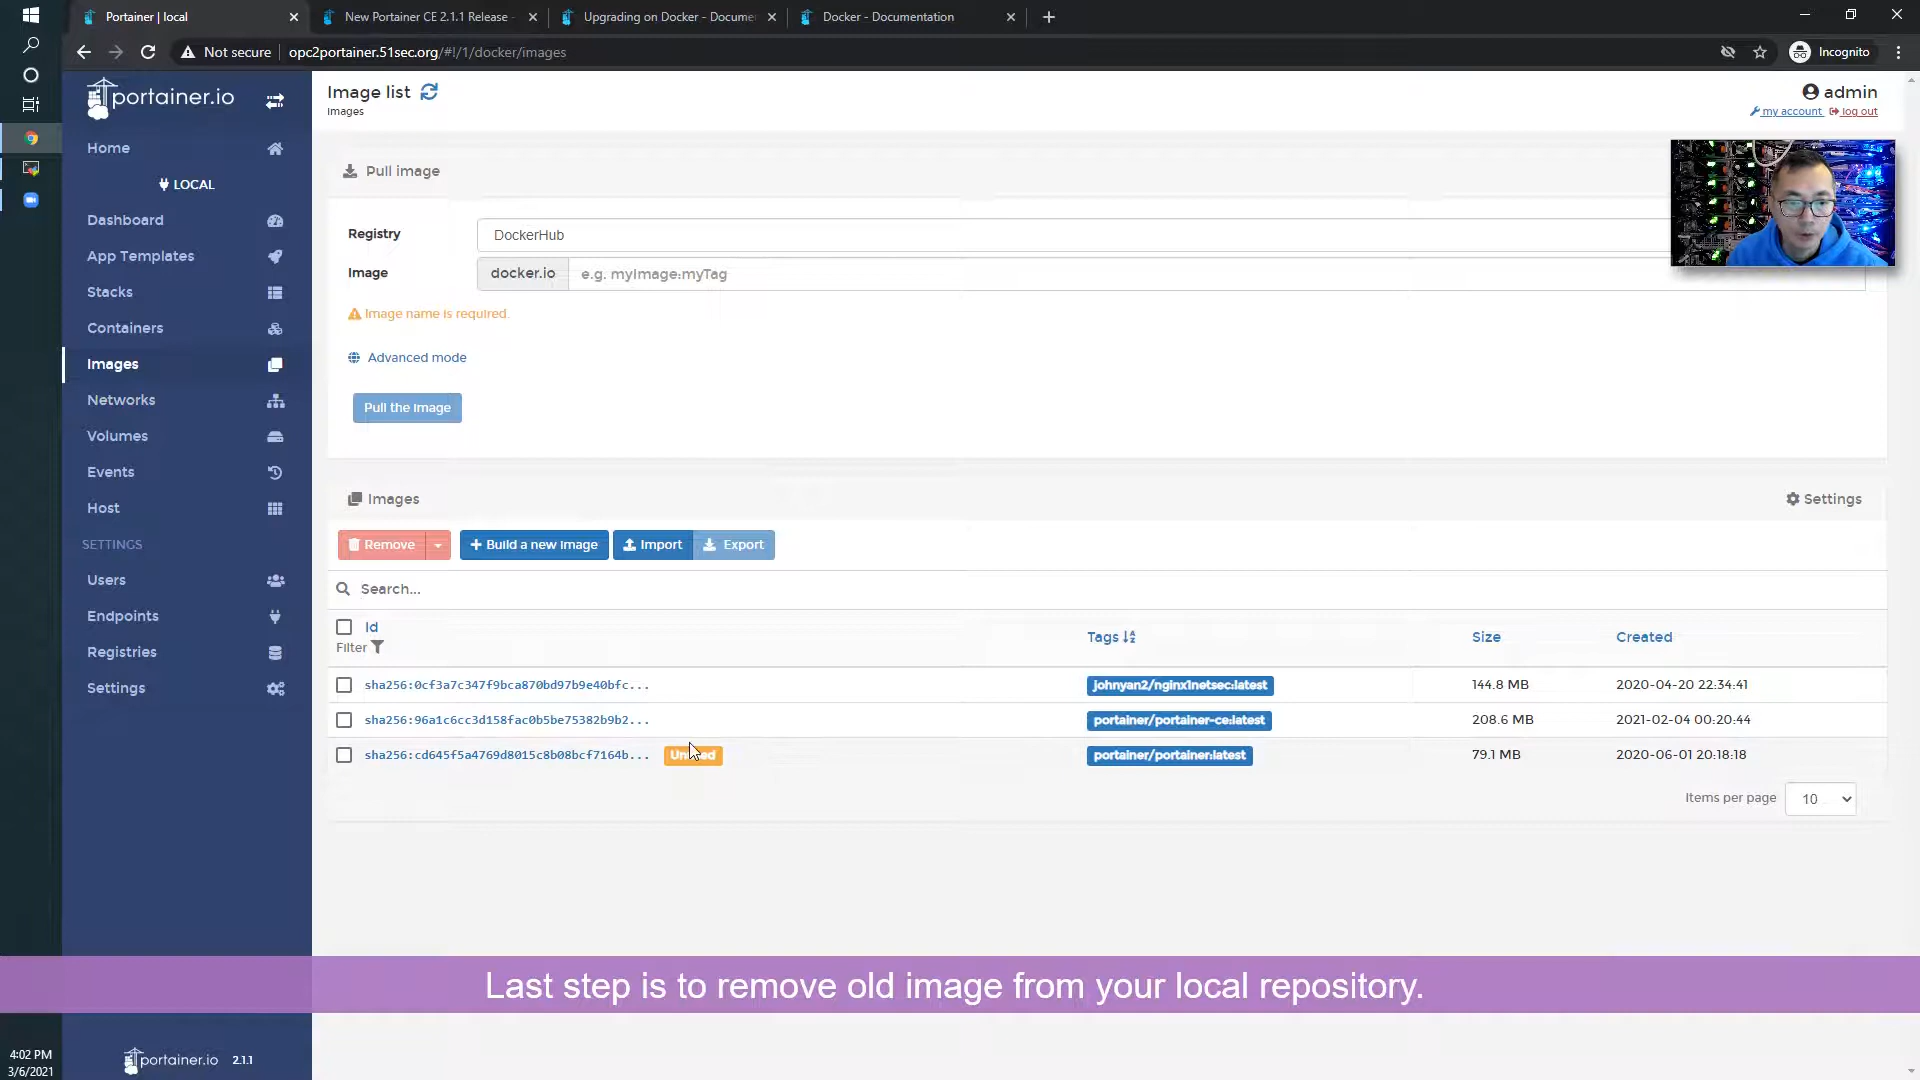 Portainer | local
New Portainer CE 2.1.1 Release -
Upgrading on Docker - Docume
Docker - Documentation
Not secure
opc2portainer.51sec.org/#!/1/docker/images
Incognito
portainer.io
Home
LOCAL
Dashboard
App Templates
Stacks
Containers
Images
Networks
Volumes
Events
Host
SETTINGS
Users
Endpoints
Registries
Settings
portainer.io 2.1.1
Image list
Images
admin
my account log out
Pull image
Registry
DockerHub
Image
docker.io
e.g. myImage:myTag
Image name is required.
Advanced mode
Pull the image
Images
Settings
Remove
+ Build a new image
Import
Export
Search...
Id
Filter
Tags
Size
Created
sha256:0cf3a7c347f9bca870bd97b9e40bfc... johnyan2/nginx1netsec:latest 144.8 MB 2020-04-20 22:34:41
sha256:96a1c6cc3d158fac0b5be75382b9b2... portainer/portainer-ce:latest 208.6 MB 2021-02-04 00:20:44
sha256:cd645f5a4769d8015c8b08bcf7164b... portainer/portainer:latest 79.1 MB 2020-06-01 20:18:18
Items per page 10
Last step is to remove old image from your local repository.
4:02 PM
3/6/2021